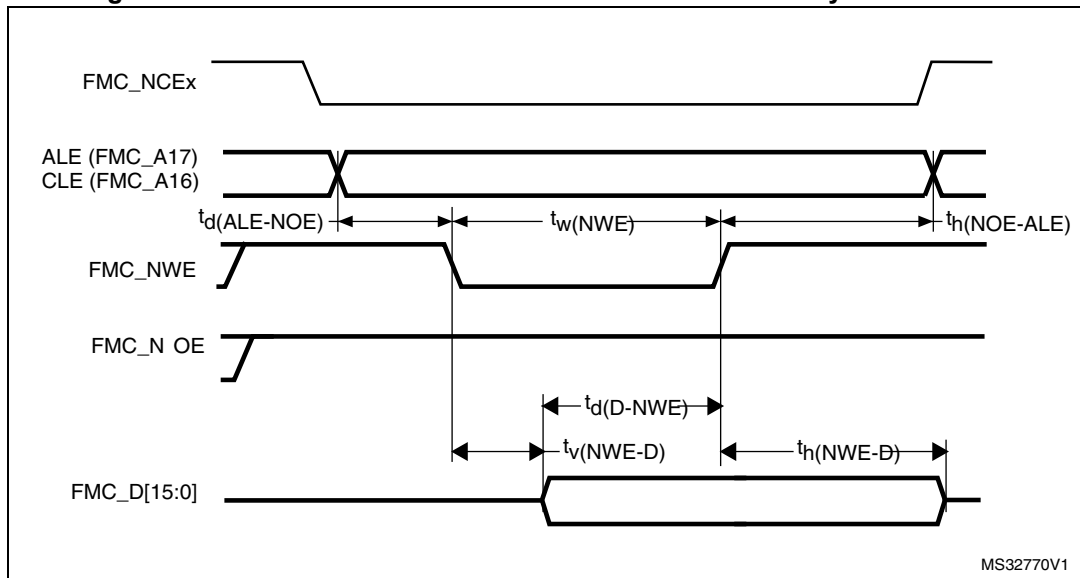 FMC_NCEx
ALE (FMC_A17)
CLE (FMC_A16)
td(ALE-NOE)
tw(NWE)
th(NOE-ALE)
FMC_NWE
FMC_N OE
td(D-NWE)
tv(NWE-D)
th(NWE-D)
FMC_D[15:0]
MS32770V1